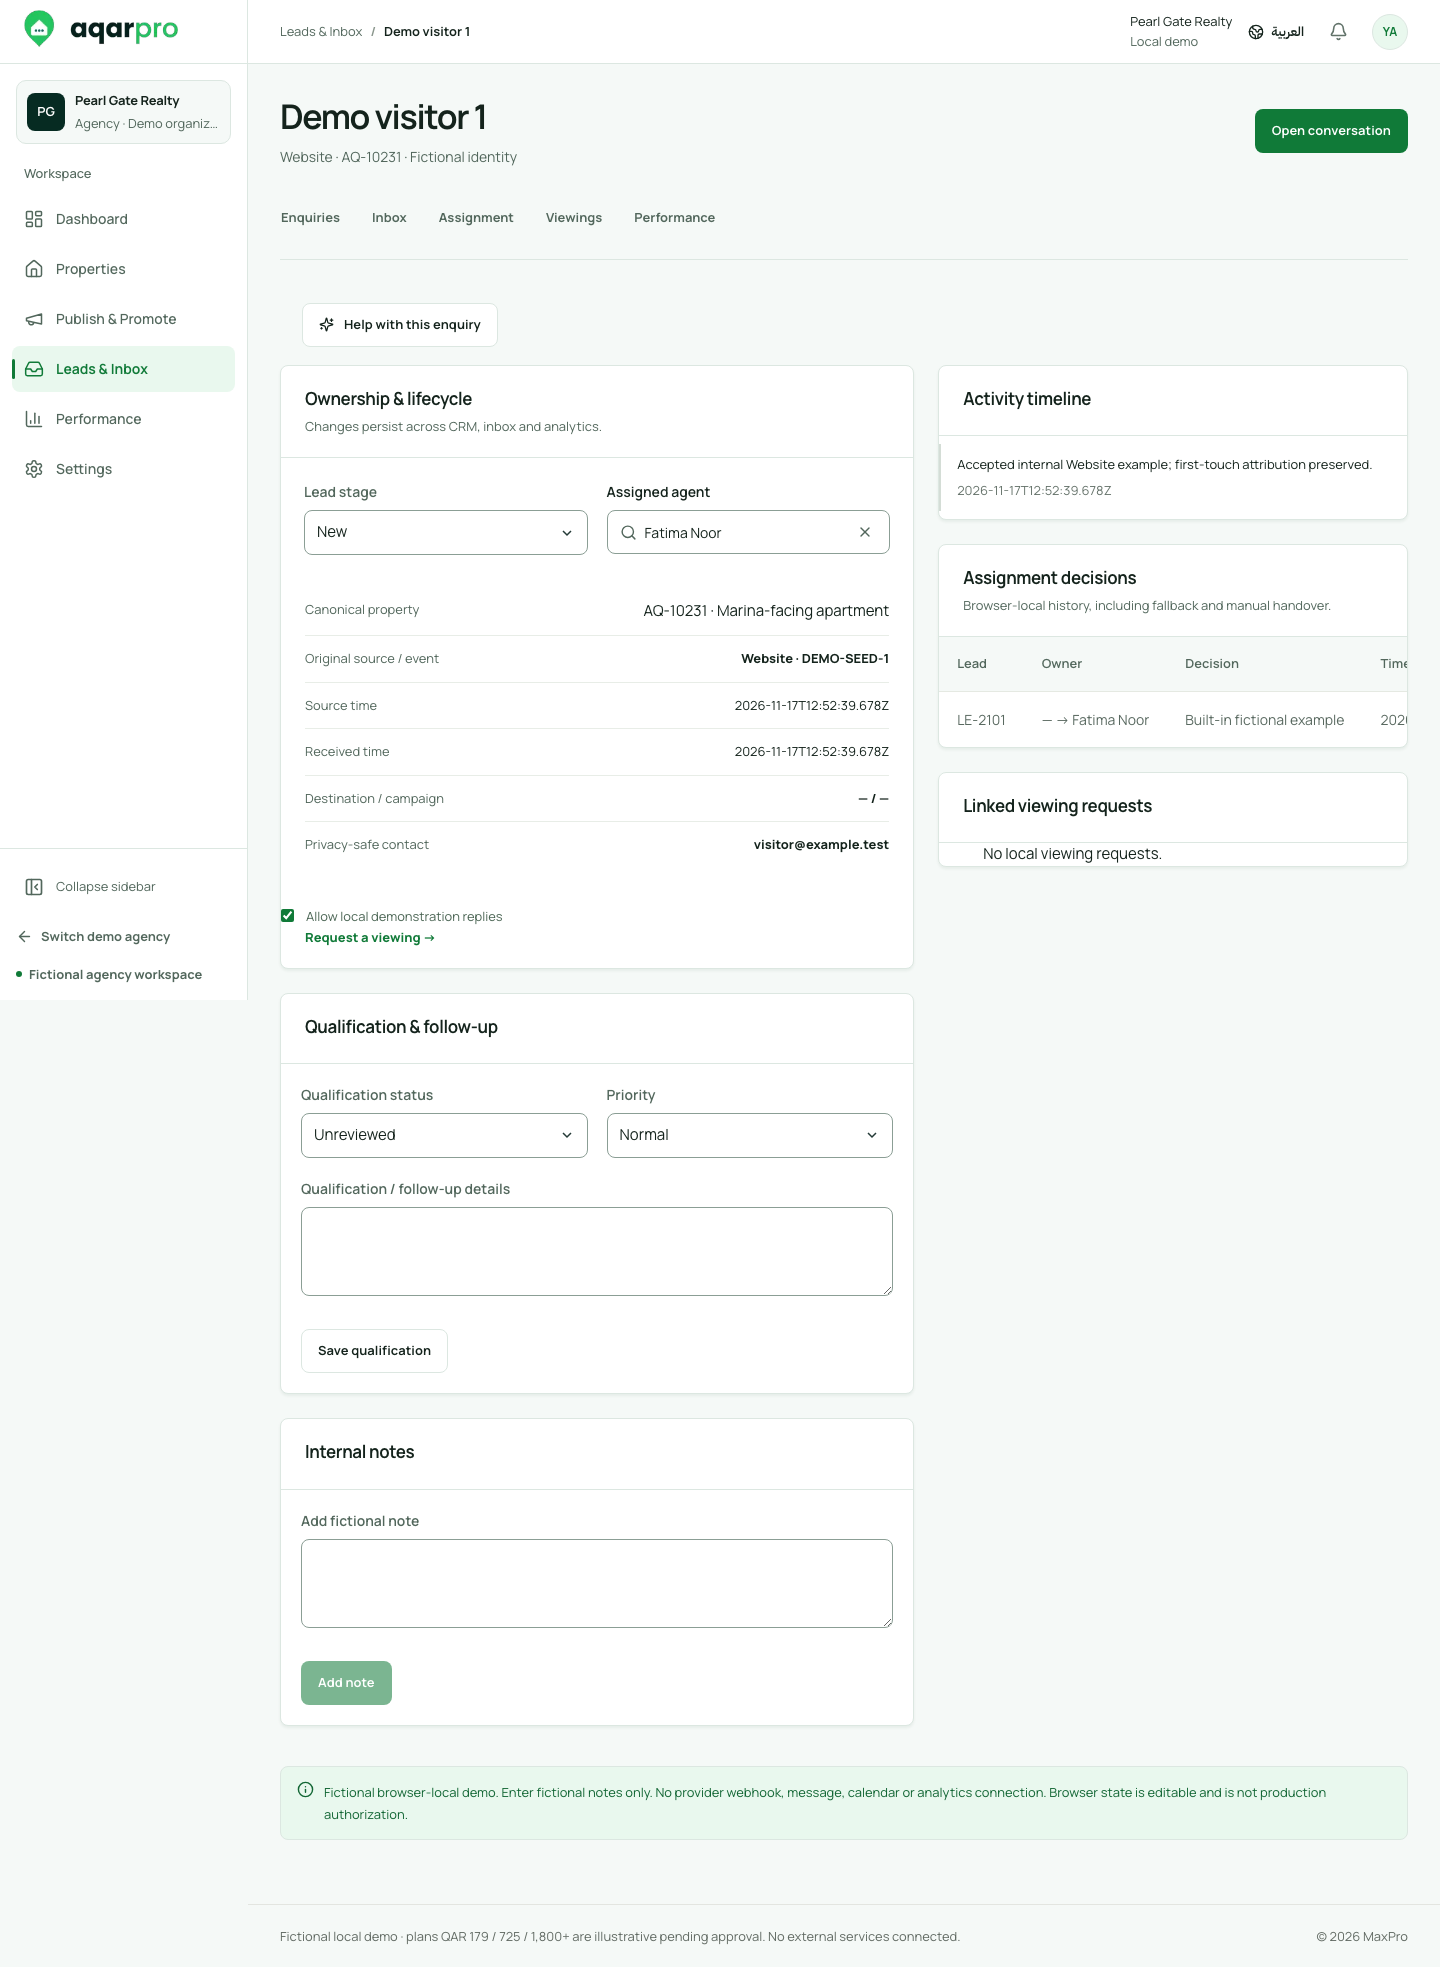 aqarpro
Leads & Inbox / Demo visitor 1
Pearl Gate Realty
Local demo
العربية
YA
PG
Pearl Gate Realty
Agency · Demo organiz...
Workspace
Dashboard
Properties
Publish & Promote
Leads & Inbox
Performance
Settings
Collapse sidebar
Switch demo agency
Fictional agency workspace
Demo visitor 1
Website · AQ-10231 · Fictional identity
Open conversation
Enquiries
Inbox
Assignment
Viewings
Performance
Help with this enquiry
Ownership & lifecycle
Changes persist across CRM, inbox and analytics.
Lead stage
New
Assigned agent
Fatima Noor
Canonical property
AQ-10231 · Marina-facing apartment
Original source / event
Website · DEMO-SEED-1
Source time
2026-11-17T12:52:39.678Z
Received time
2026-11-17T12:52:39.678Z
Destination / campaign
— / —
Privacy-safe contact
visitor@example.test
Allow local demonstration replies
Request a viewing →
Qualification & follow-up
Qualification status
Unreviewed
Priority
Normal
Qualification / follow-up details
Save qualification
Internal notes
Add fictional note
Add note
Activity timeline
Accepted internal Website example; first-touch attribution preserved.
2026-11-17T12:52:39.678Z
Assignment decisions
Browser-local history, including fallback and manual handover.
Lead Owner Decision Time
LE-2101 — → Fatima Noor Built-in fictional example 202
Linked viewing requests
No local viewing requests.
Fictional browser-local demo. Enter fictional notes only. No provider webhook, message, calendar or analytics connection. Browser state is editable and is not production
authorization.
Fictional local demo · plans QAR 179 / 725 / 1,800+ are illustrative pending approval. No external services connected.
© 2026 MaxPro